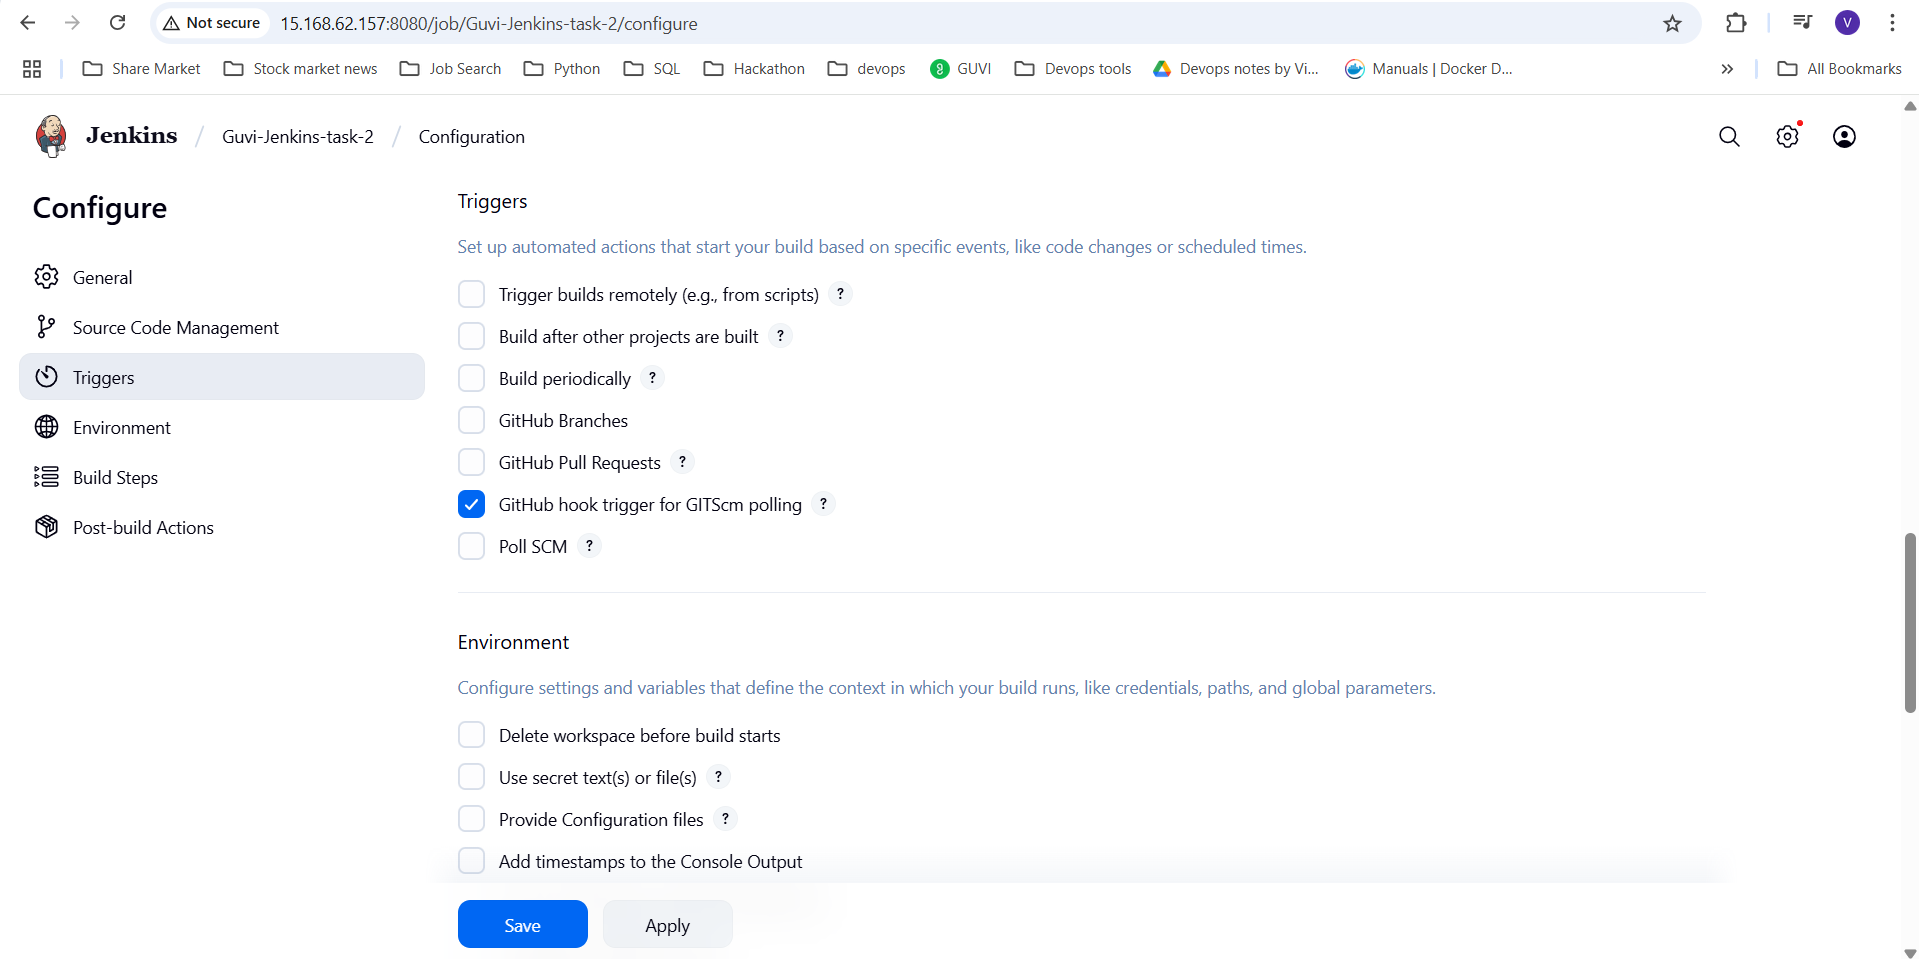 Not secure 15.168.62.157:8080/job/Guvi-Jenkins-task-2/configure V
Share Market Stock market news Job Search Python SQL Hackathon devops GUVI Devops tools Devops notes by Vi... Manuals | Docker D... » All Bookmarks
Jenkins / Guvi-Jenkins-task-2 / Configuration
Configure
General
Source Code Management
Triggers
Environment
Build Steps
Post-build Actions
Triggers
Set up automated actions that start your build based on specific events, like code changes or scheduled times.
Trigger builds remotely (e.g., from scripts) ?
Build after other projects are built ?
Build periodically ?
GitHub Branches
GitHub Pull Requests ?
GitHub hook trigger for GITScm polling ?
Poll SCM ?
Environment
Configure settings and variables that define the context in which your build runs, like credentials, paths, and global parameters.
Delete workspace before build starts
Use secret text(s) or file(s) ?
Provide Configuration files ?
Add timestamps to the Console Output
Save Apply